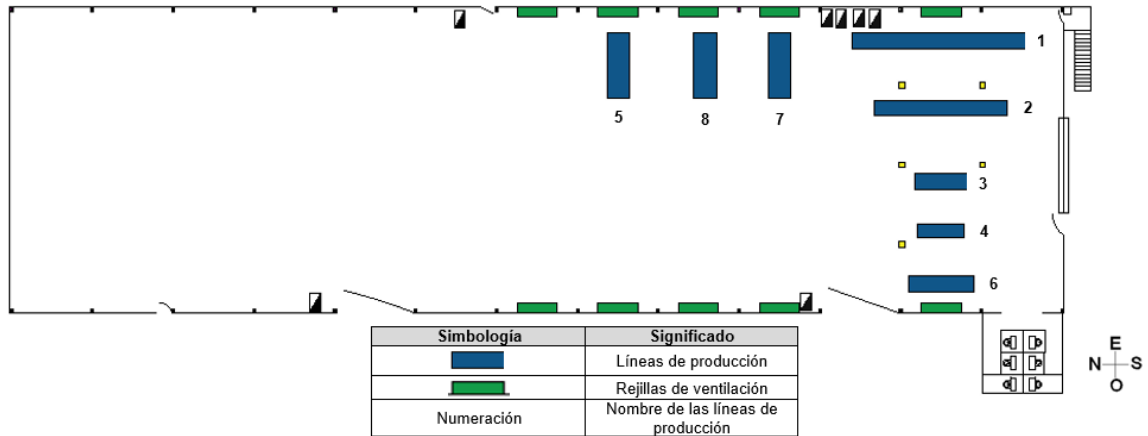 1
5
8
7
2
3
4
6
Simbología Significado
Líneas de producción
Rejillas de ventilación
Numeración Nombre de las líneas de
producción
E
N S
O